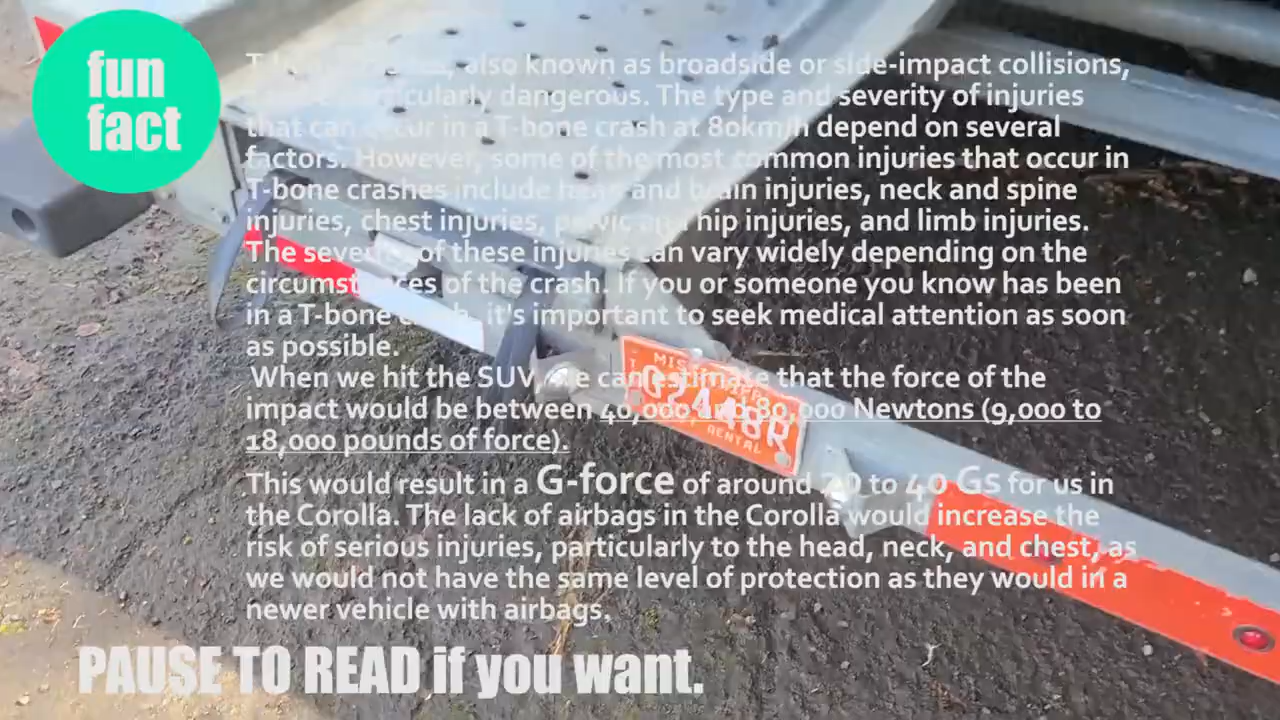 fun
fact
T-bone crashes, also known as broadside or side-impact collisions,
can be particularly dangerous. The type and severity of injuries
that can occur in a T-bone crash at 80km/h depend on several
factors. However, some of the most common injuries that occur in
T-bone crashes include head and brain injuries, neck and spine
injuries, chest injuries, pelvic and hip injuries, and limb injuries.
The severity of these injuries can vary widely depending on the
circumstances of the crash. If you or someone you know has been
in a T-bone crash, it's important to seek medical attention as soon
as possible.
When we hit the SUV, we can estimate that the force of the
impact would be between 40,000 and 80,000 Newtons (9,000 to
18,000 pounds of force).
This would result in a G-force of around 20 to 40 Gs for us in
the Corolla. The lack of airbags in the Corolla would increase the
risk of serious injuries, particularly to the head, neck, and chest, as
we would not have the same level of protection as they would in a
newer vehicle with airbags.
PAUSE TO READ if you want.
RENTAL